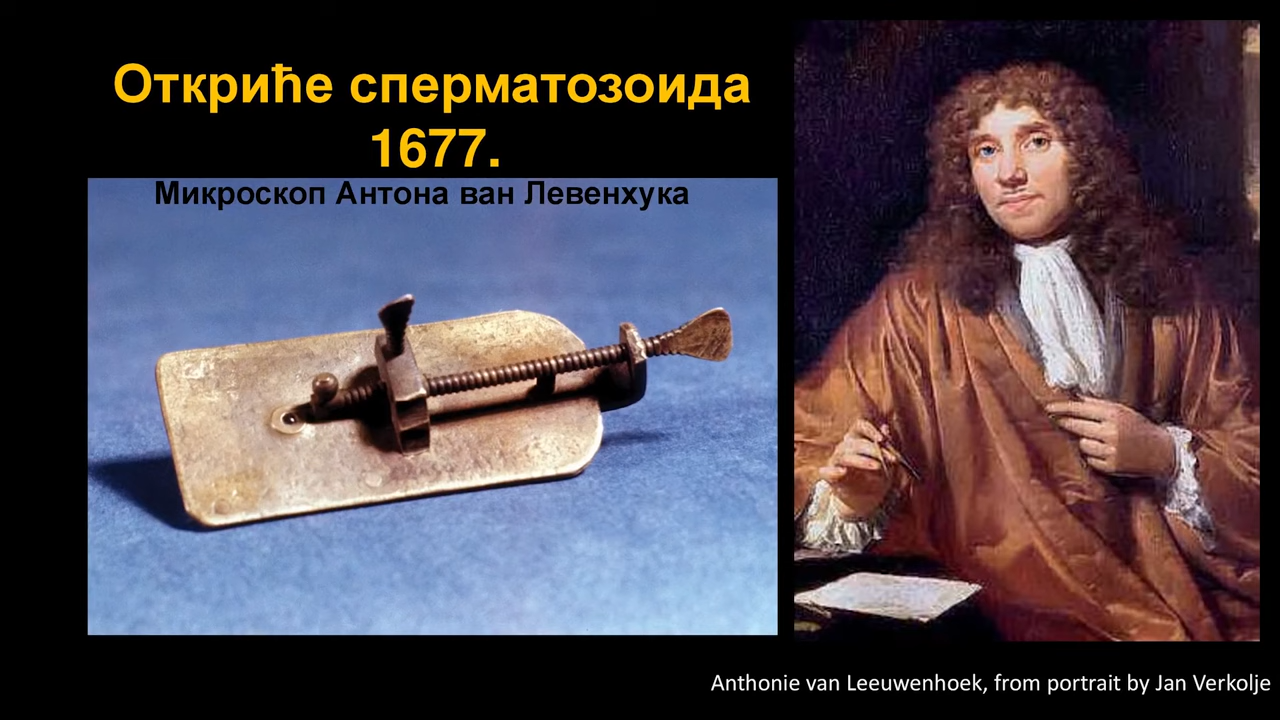 Откриће сперматозоида
1677.
Микроскоп Антона ван Левенхука
Anthonie van Leeuwenhoek, from portrait by Jan Verkolje